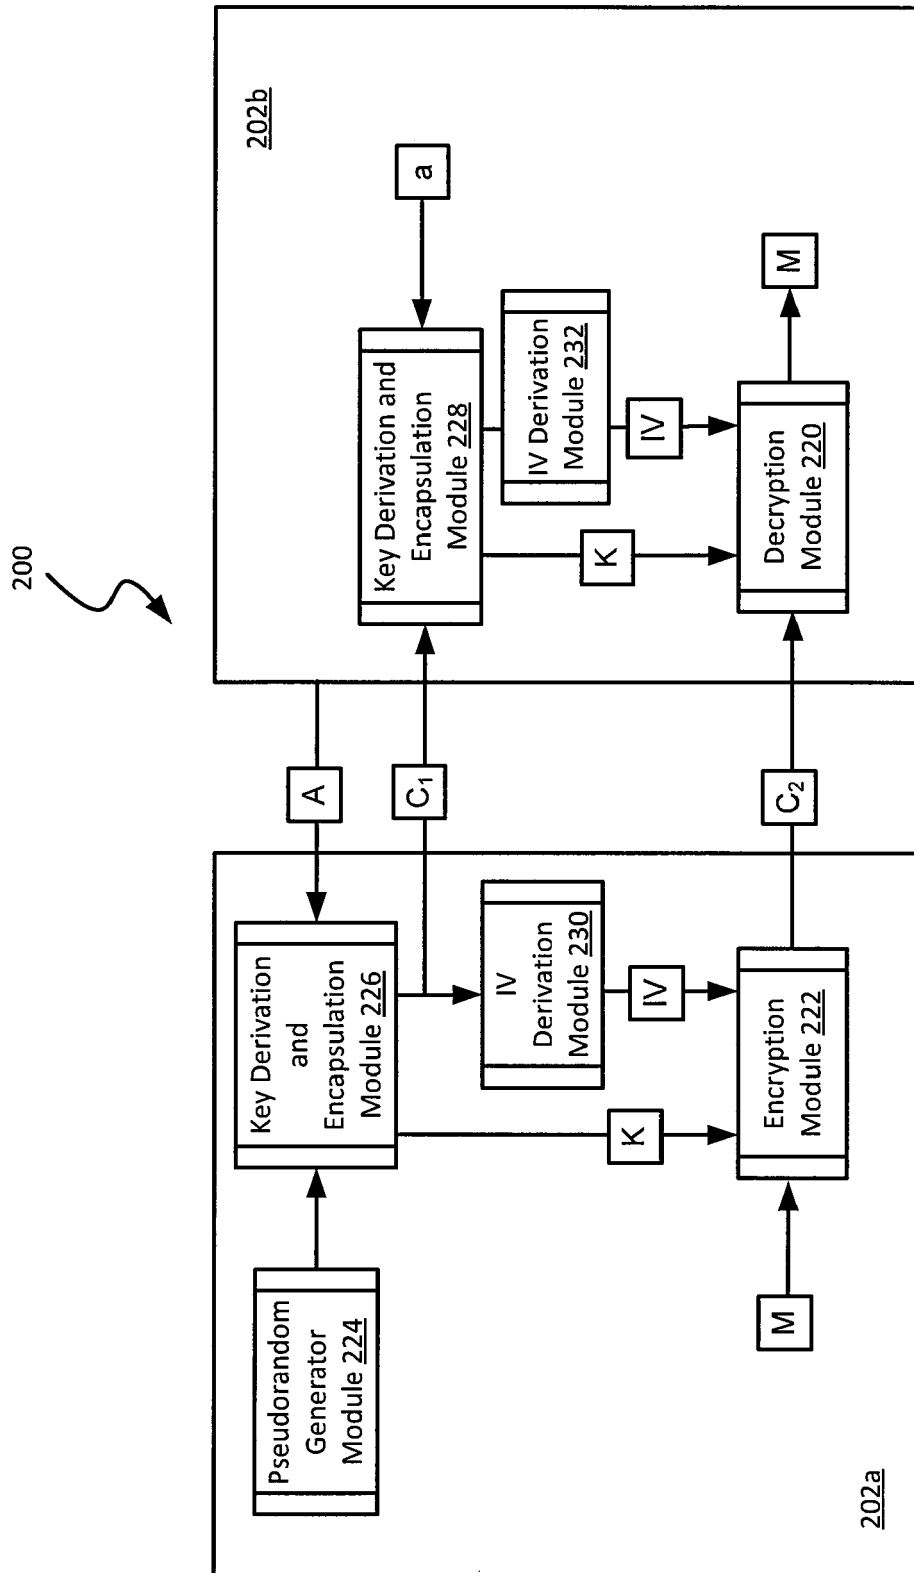 200
202a
Pseudorandom
Generator
Module 224
Key Derivation
and
Encapsulation
Module 226
IV
Derivation
Module 230
K
IV
M
Encryption
Module 222
A
C₁
C₂
202b
Key Derivation and
Encapsulation
Module 228
a
IV Derivation
Module 232
K
IV
Decryption
Module 220
M